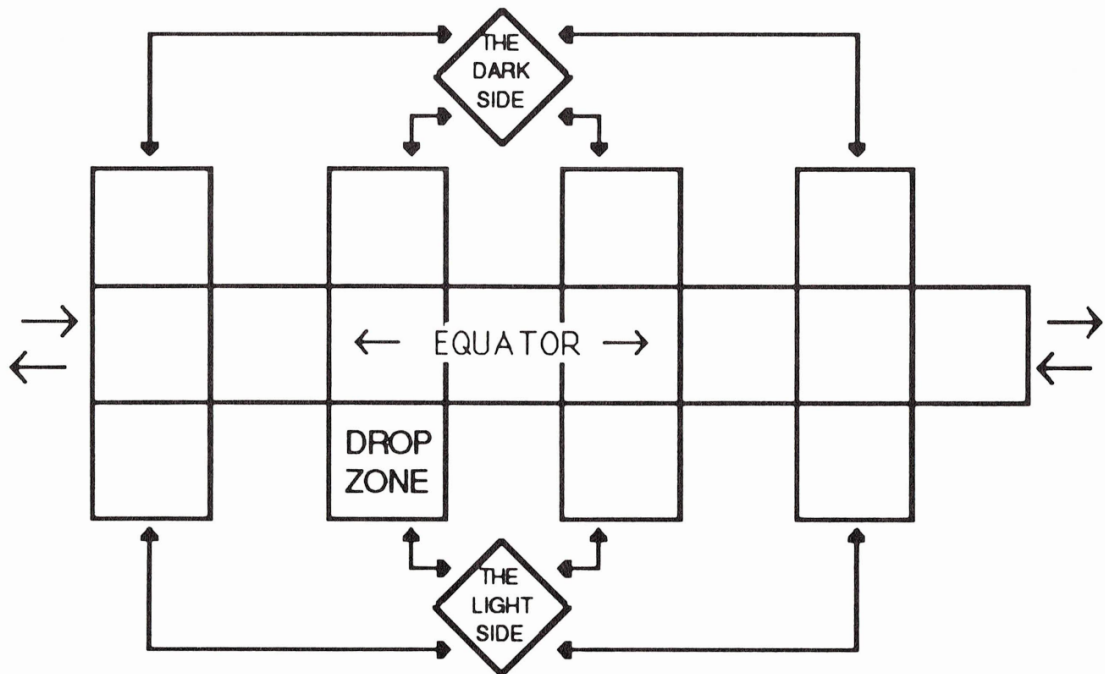 THE
DARK
SIDE
EQUATOR
DROP
ZONE
THE
LIGHT
SIDE